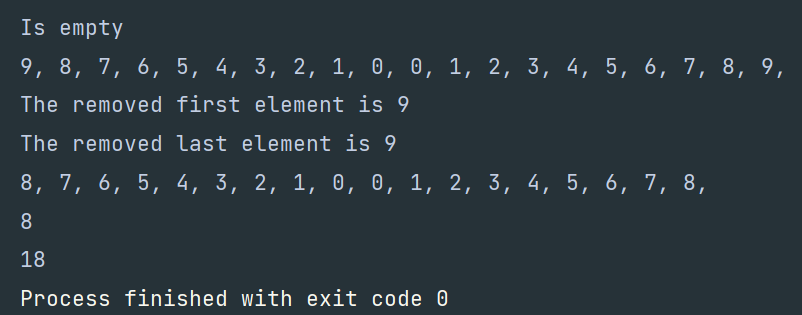 Is empty
9, 8, 7, 6, 5, 4, 3, 2, 1, 0, 0, 1, 2, 3, 4, 5, 6, 7, 8, 9,
The removed first element is 9
The removed last element is 9
8, 7, 6, 5, 4, 3, 2, 1, 0, 0, 1, 2, 3, 4, 5, 6, 7, 8,
8
18
Process finished with exit code 0